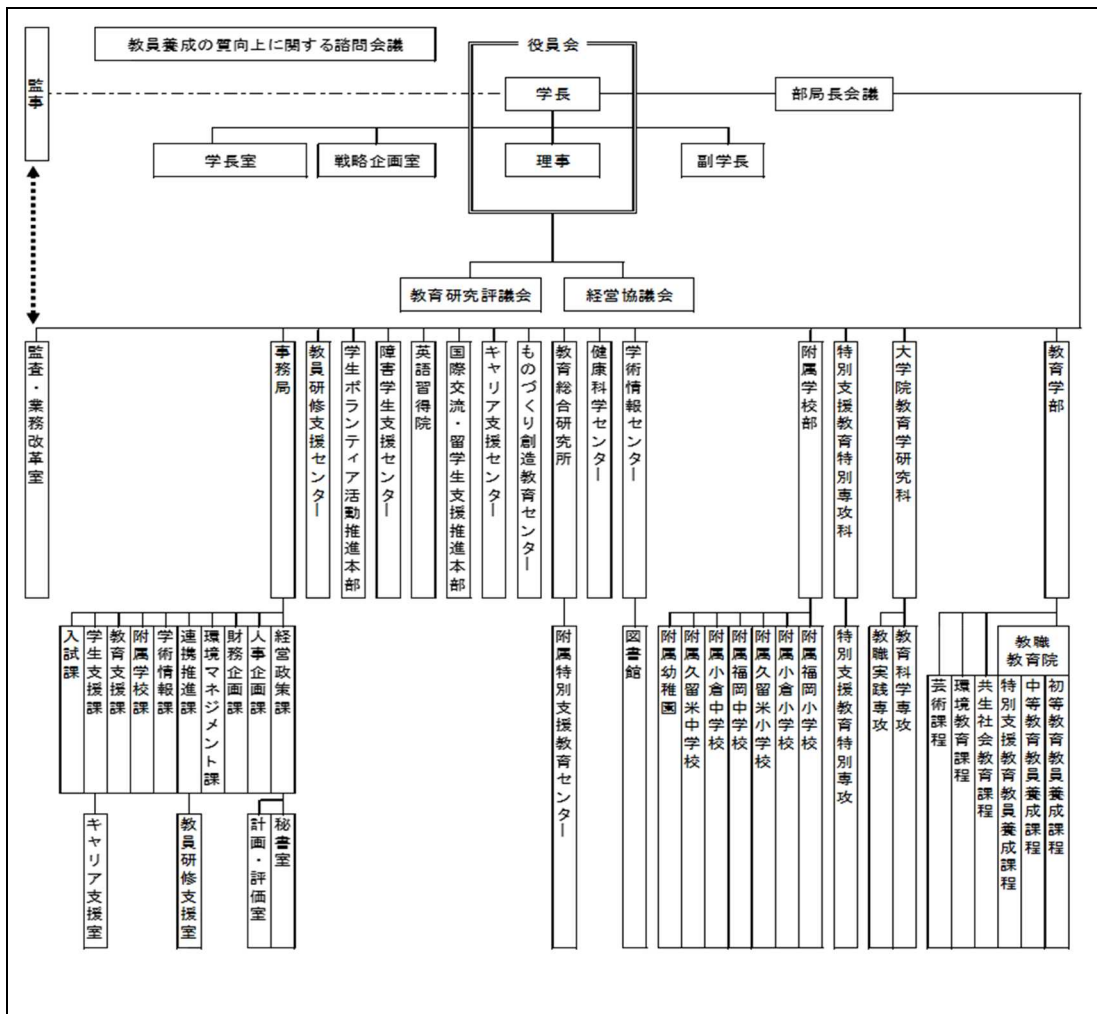 教員養成の質向上に関する諮問会議
役員会
監事
学長
部局長会議
学長室
戦略企画室
理事
副学長
教育研究評議会
経営協議会
監査・業務改革室
事務局
教員研修支援センター
学生ボランティア活動推進本部
障害学生支援センター
英語習得院
国際交流・留学生支援推進本部
キャリア支援センター
ものづくり創造教育センター
教育総合研究所
健康科学センター
学術情報センター
附属学校部
特別支援教育特別専攻科
大学院教育学研究科
教育学部
入試課
学生支援課
教育支援課
附属学校課
学術情報課
連携推進課
環境マネジメント課
財務企画課
人事企画課
経営政策課
附属特別支援教育センター
図書館
附属幼稚園
附属久留米中学校
附属小倉中学校
附属福岡中学校
附属久留米小学校
附属小倉小学校
附属福岡小学校
特別支援教育特別専攻
教職実践専攻
教育科学専攻
教職
教育院
芸術課程
環境教育課程
共生社会教育課程
特別支援教育教員養成課程
中等教育教員養成課程
初等教育教員養成課程
キャリア支援室
教員研修支援室
計画・評価室
秘書室